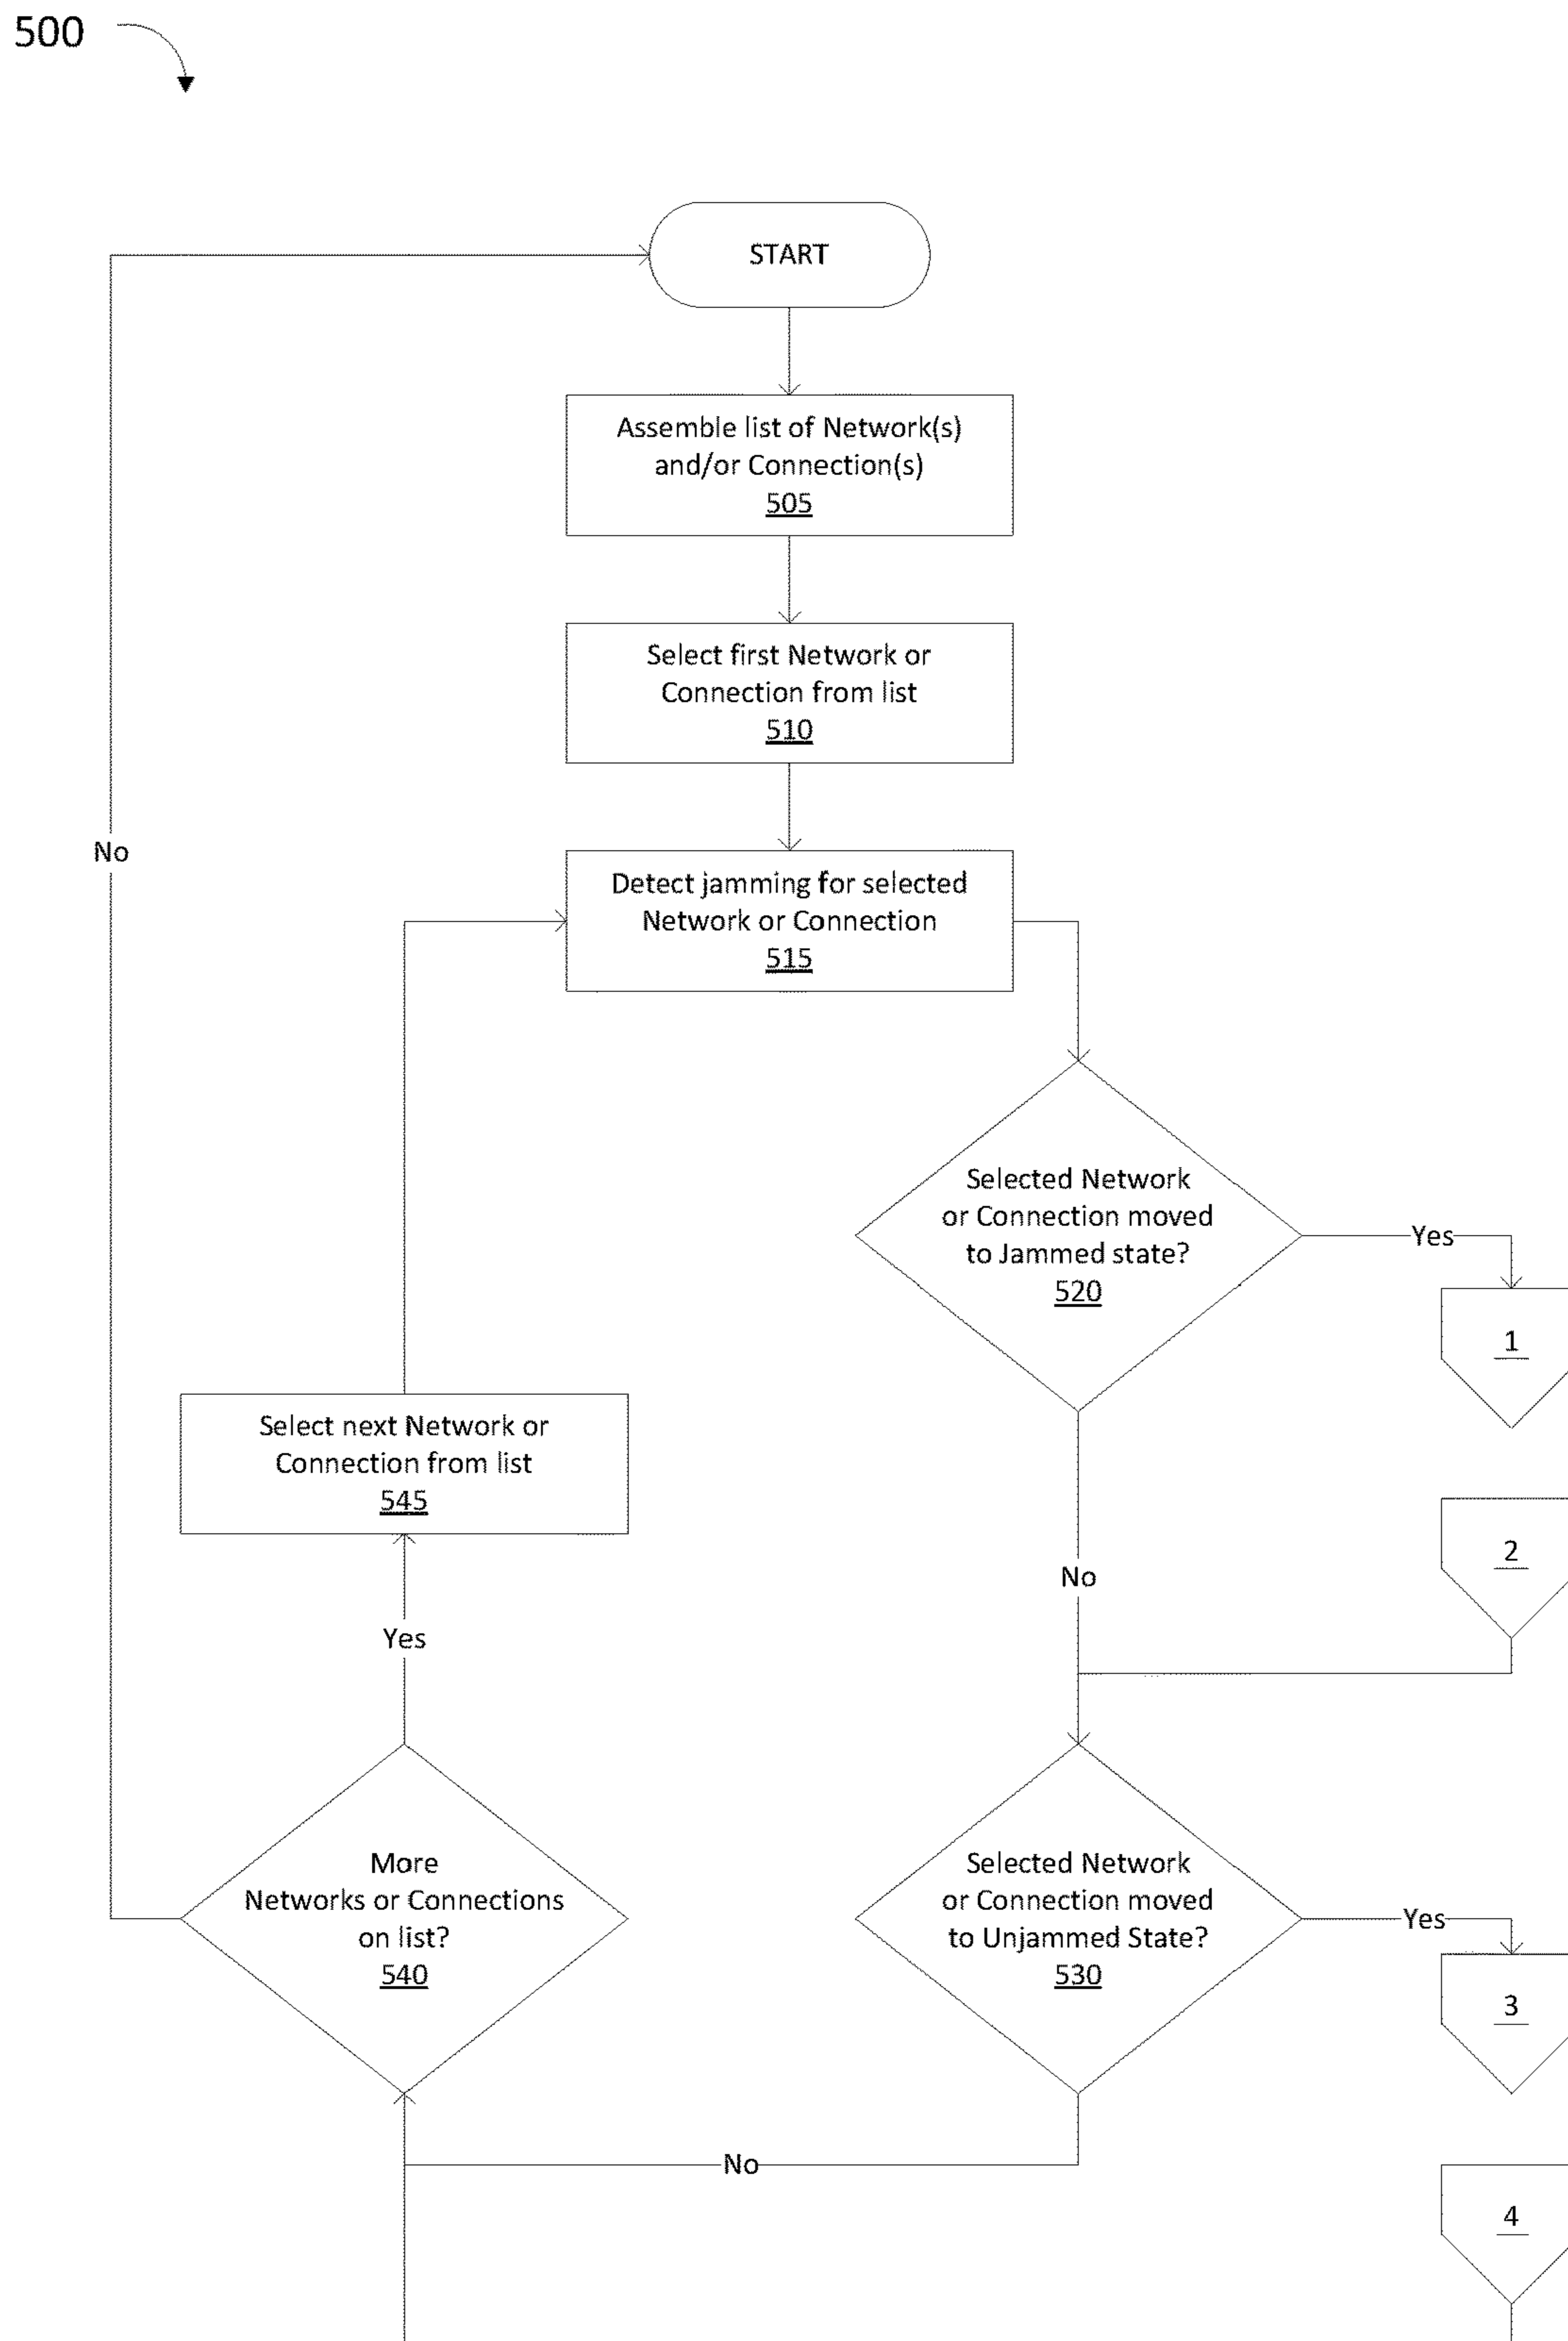 500
START
Assemble list of Network(s)
and/or Connection(s)
505
Select first Network or
Connection from list
510
No
Detect jamming for selected
Network or Connection
515
Selected Network
or Connection moved
to Jammed state?
520
Yes
1
Select next Network or
Connection from list
545
2
No
Yes
More
Networks or Connections
on list?
540
Selected Network
or Connection moved
to Unjammed State?
530
Yes
3
No
4